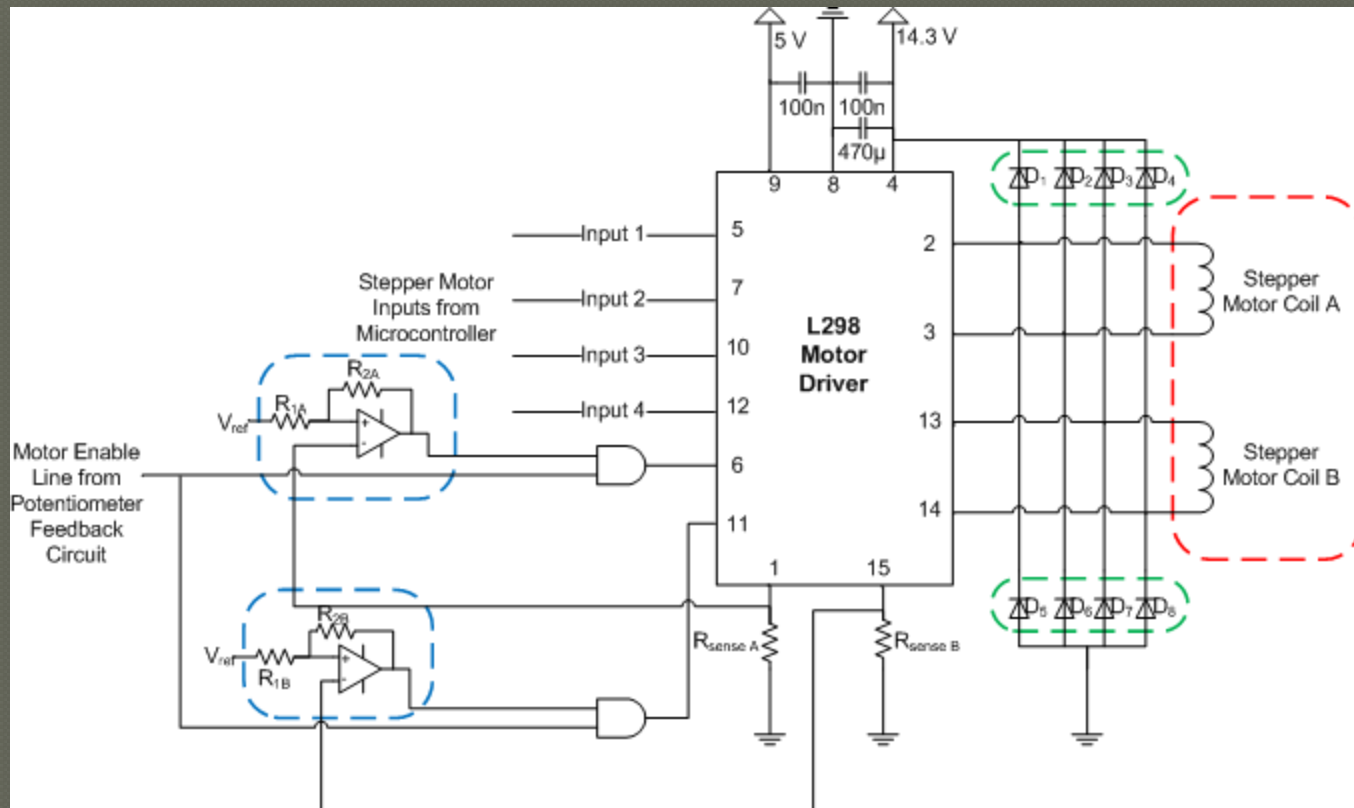 5 V
14.3 V
100n
100n
470µ
9
8
4
Input 1
5
2
Stepper Motor
Inputs from
Microcontroller
Input 2
7
Stepper
Motor Coil A
L298
Motor
Driver
3
Input 3
10
R2A
R1A
Vref
+
-
Input 4
12
13
Motor Enable
Line from
Potentiometer
Feedback
Circuit
6
Stepper
Motor Coil B
14
11
1
15
D1
D2
D3
D4
D5
D6
D7
D8
R2B
Vref
R1B
+
-
Rsense A
Rsense B